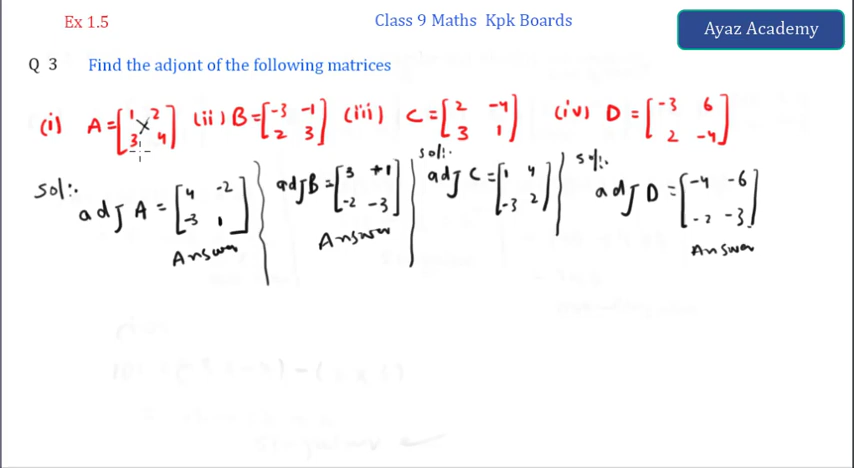 Ex 1.5 Class 9 Maths Kpk Boards Ayaz Academy
Q 3 Find the adjont of the following matrices
(i) A = [1 2 (ii) B = [-3 -1 (iii) C = [2 -4 (iv) D = [-3 6
3 4] 2 3] 3 1] 2 -4]
Sol:. Sol:. Sol:.
adj A = [4 -2 adj B = [3 +1 adj C = [1 4 adj D = [-4 -6
-3 1] -2 -3] -3 2] -2 -3]
Answer Answer Answer